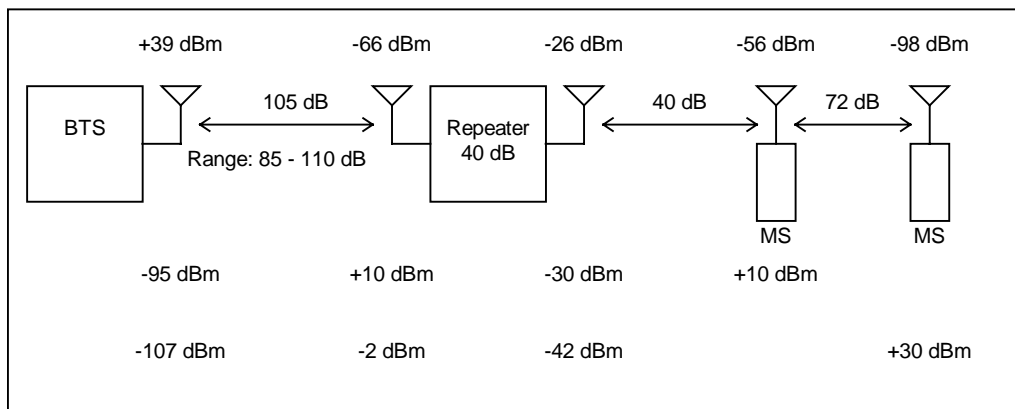 +39 dBm -66 dBm -26 dBm -56 dBm -98 dBm
105 dB 40 dB 72 dB
BTS Repeater
40 dB
Range: 85 - 110 dB
MS MS
-95 dBm +10 dBm -30 dBm +10 dBm
-107 dBm -2 dBm -42 dBm +30 dBm